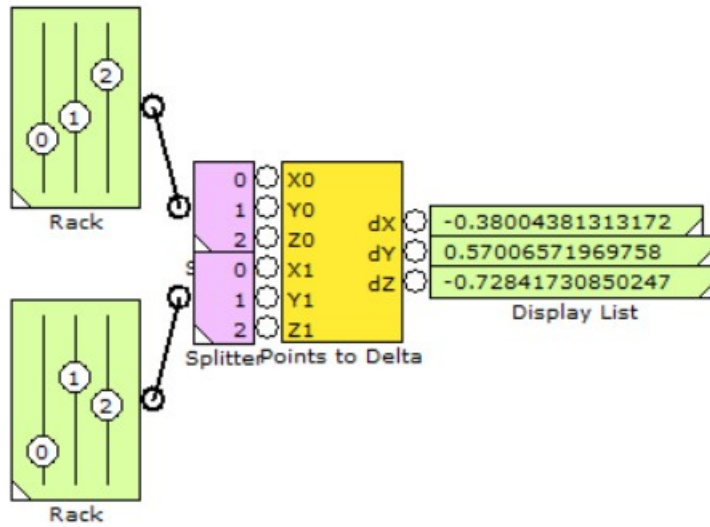 2
1
0
Rack
0 X0
1 Y0
2 Z0
0 X1
1 Y1
2 Z1
dX -0.38004381313172
dY 0.57006571969758
dZ -0.72841730850247
Display List
Splitter
Points to Delta
1
2
0
Rack